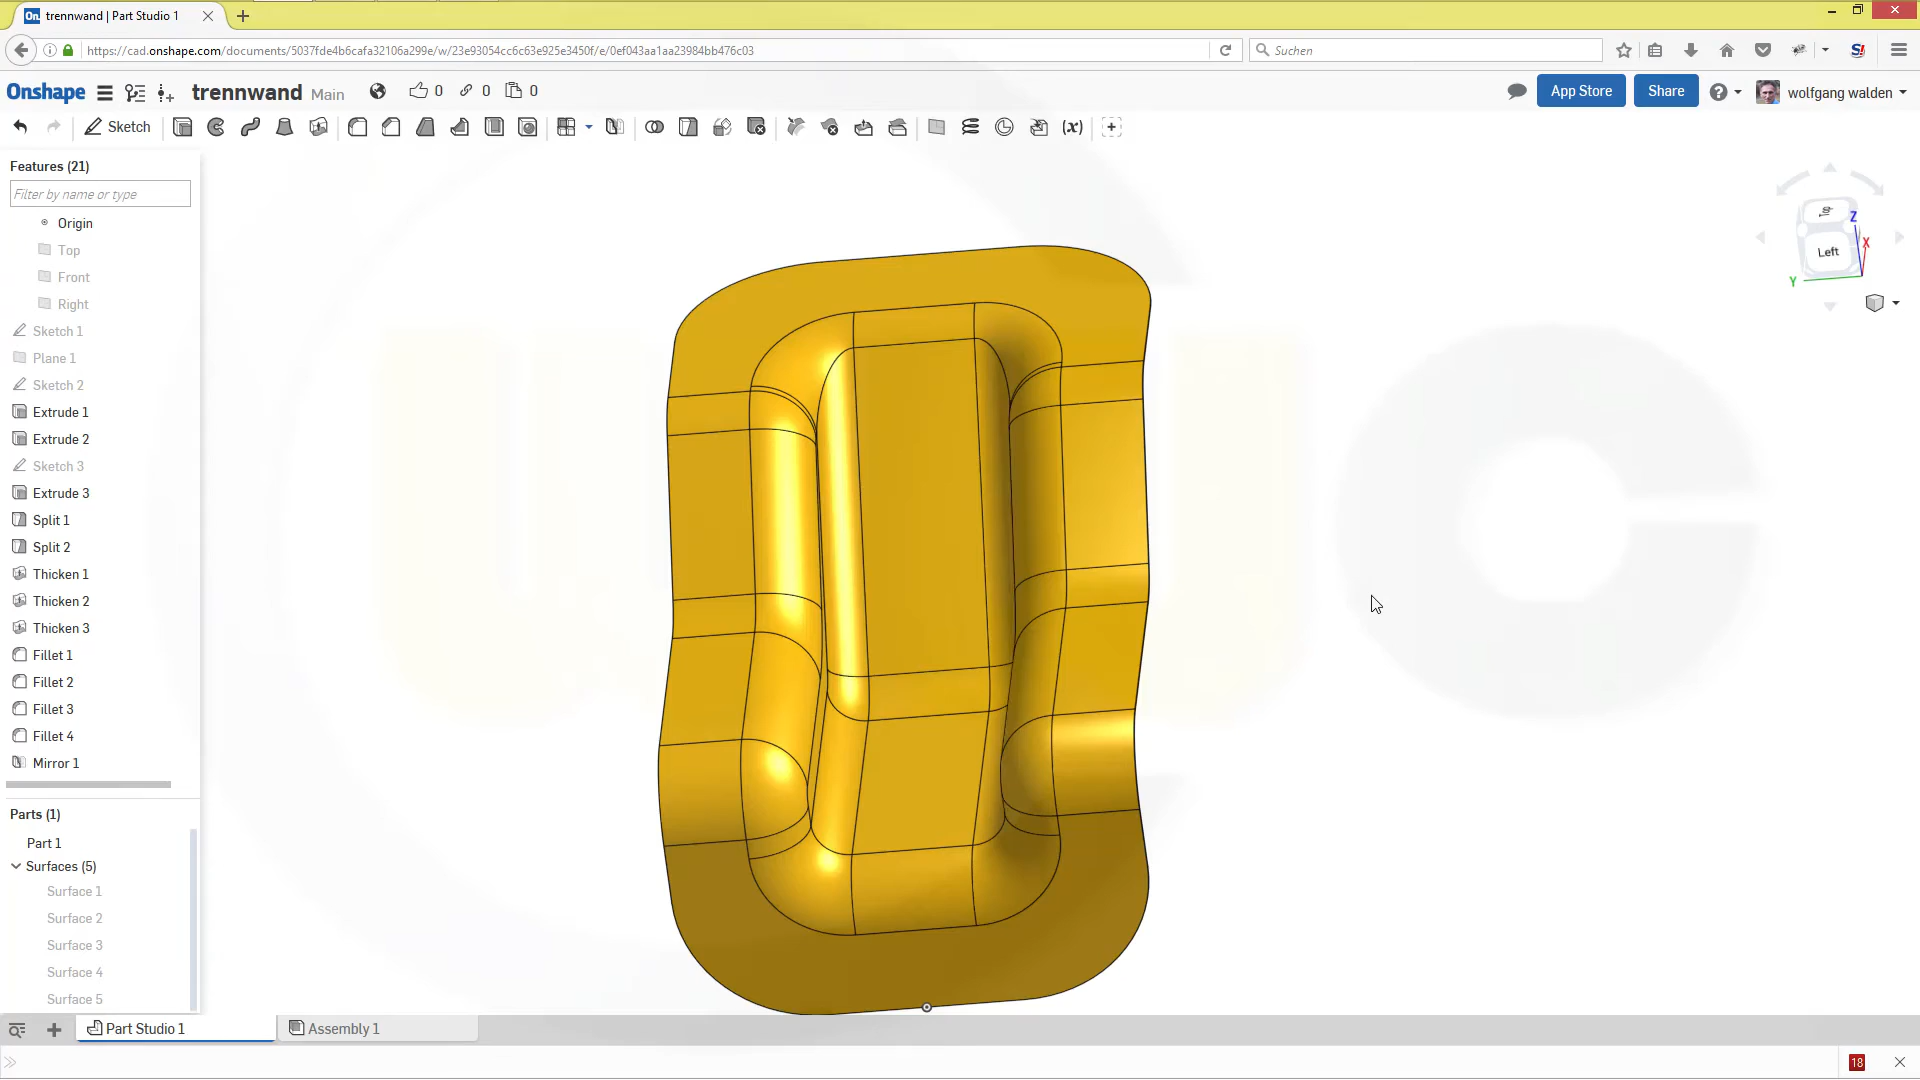 On trennwand | Part Studio 1
https://cad.onshape.com/documents/5037fde4b6cafa32106a299e/w/23e93054cc6c63e925e3450f/e/0ef043aa1aa23984bb476c03
Suchen
S!
Onshape
trennwand Main
0 0 0
App Store
Share
?
wolfgang walden
Sketch
(x)
Features (21)
Filter by name or type
Origin
Top
Front
Right
Sketch 1
Plane 1
Sketch 2
Extrude 1
Extrude 2
Sketch 3
Extrude 3
Split 1
Split 2
Thicken 1
Thicken 2
Thicken 3
Fillet 1
Fillet 2
Fillet 3
Fillet 4
Mirror 1
Parts (1)
Part 1
Surfaces (5)
Surface 1
Surface 2
Surface 3
Surface 4
Surface 5
Z
X
Left
Y
Part Studio 1
Assembly 1
18